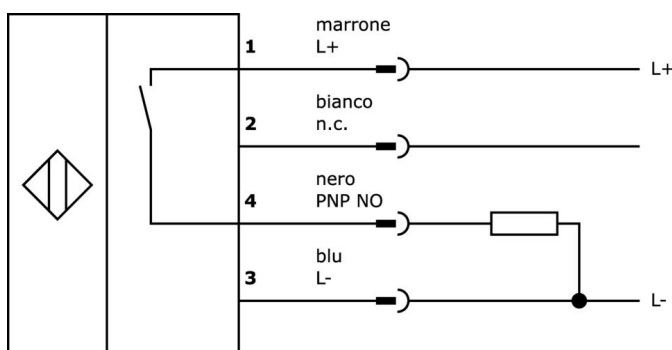 marrone
1 L+ L+
bianco
2 n.c.
nero
4 PNP NO
blu
3 L- L-